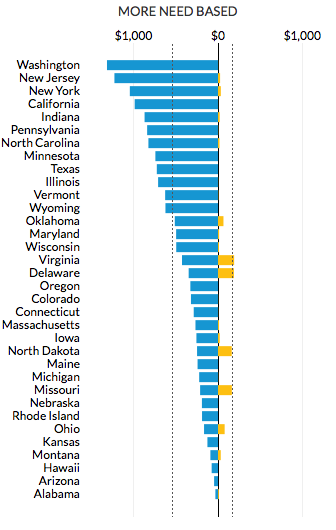 MORE NEED BASED
$1,000 $0 $1,000
Washington
New Jersey
New York
California
Indiana
Pennsylvania
North Carolina
Minnesota
Texas
Illinois
Vermont
Wyoming
Oklahoma
Maryland
Wisconsin
Virginia
Delaware
Oregon
Colorado
Connecticut
Massachusetts
Iowa
North Dakota
Maine
Michigan
Missouri
Nebraska
Rhode Island
Ohio
Kansas
Montana
Hawaii
Arizona
Alabama